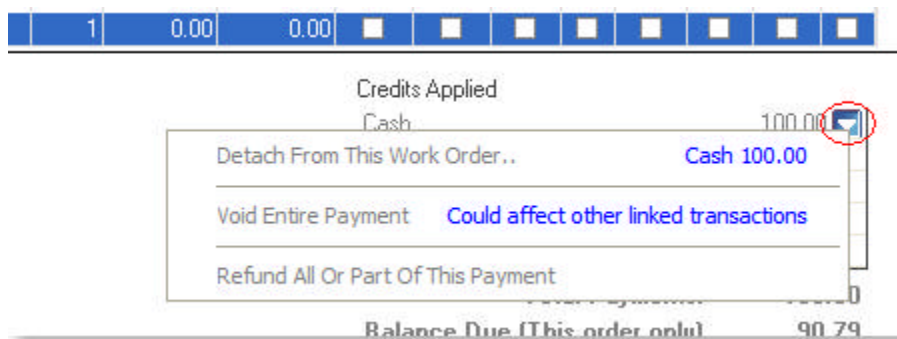 1 0.00 0.00
Credits Applied
Cash 100.00
Detach From This Work Order.. Cash 100.00
Void Entire Payment Could affect other linked transactions
Refund All Or Part Of This Payment
Balance Due (This order only) 90.79